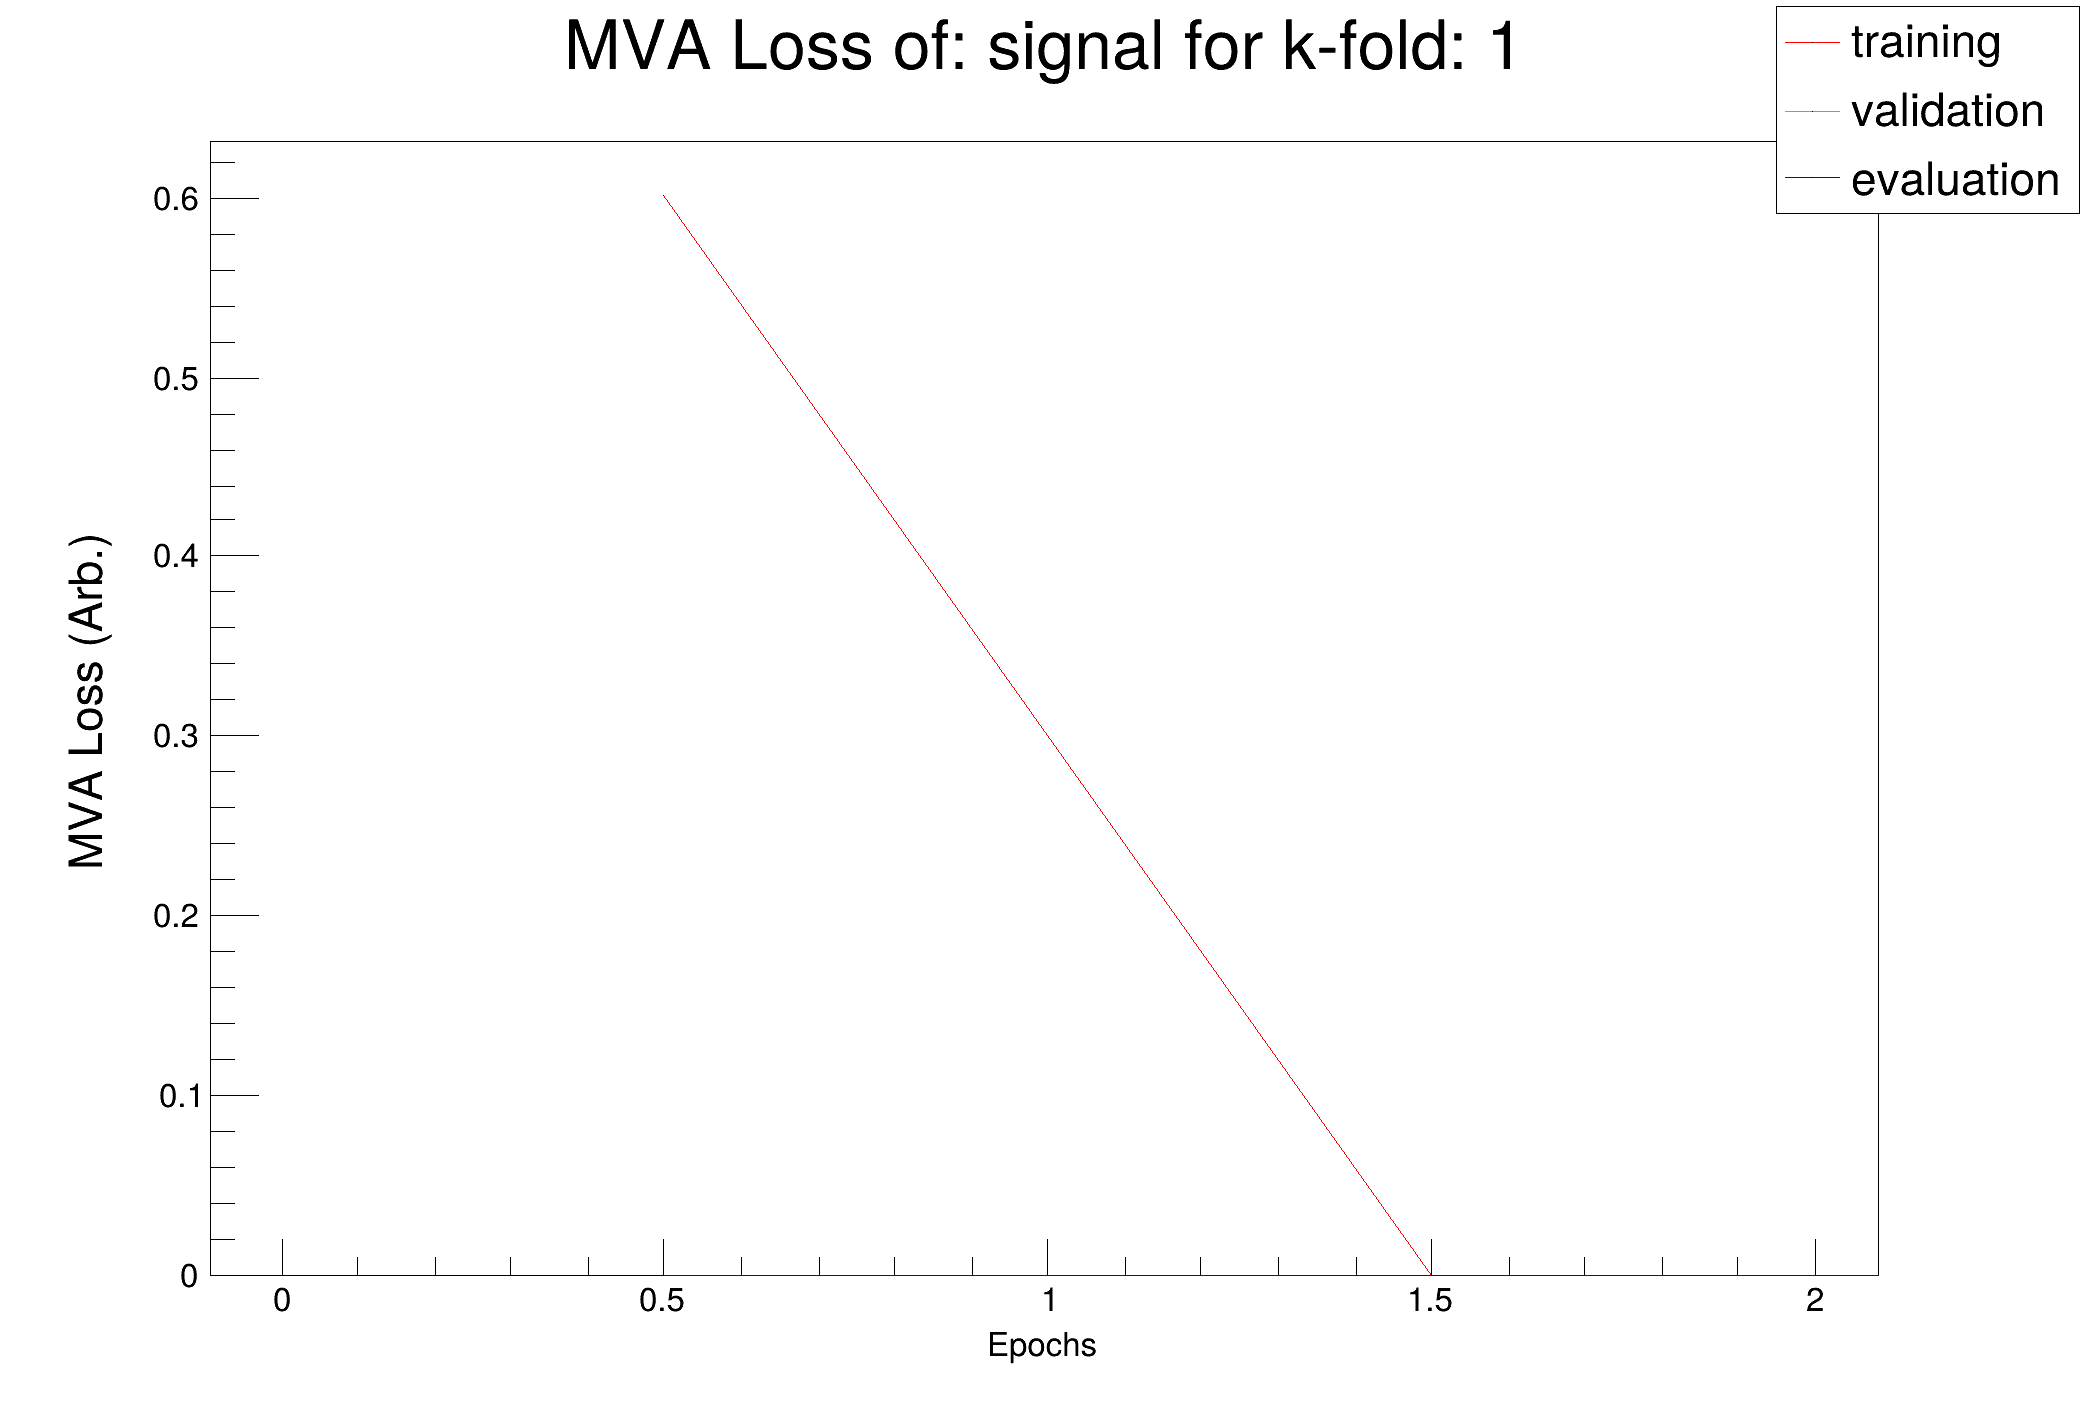 MVA Loss of: signal for k-fold: 1
training
validation
evaluation
0.6
0.5
0.4
0.3
0.2
0.1
0
MVA Loss (Arb.)
0
0.5
1
1.5
2
Epochs